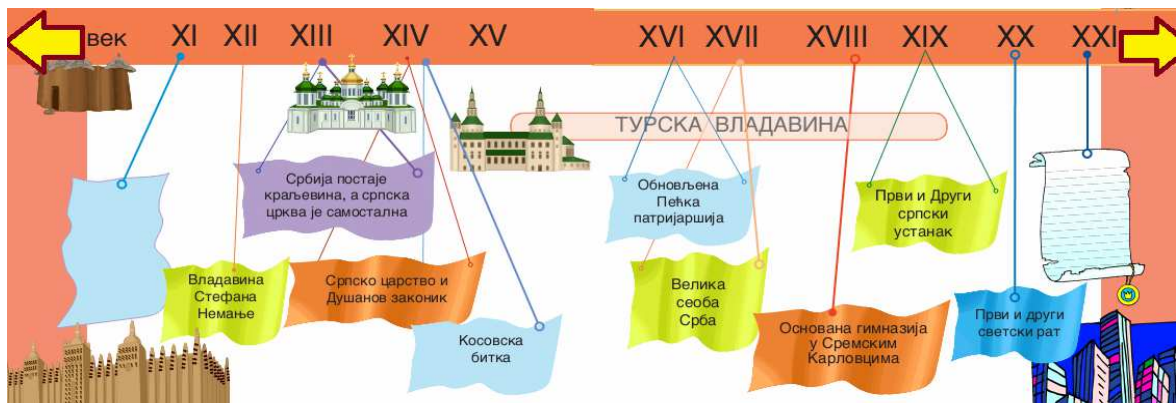 век XI XII XIII XIV XV XVI XVII XVIII XIX XX XXI
ТУРСКА ВЛАДАВИНА
Србија постаје
краљевина, а српска
црква је самостална
Обновљена
Пећка
патријаршија
Први и Други
српски
устанак
Владавина
Стефана
Немање
Српско царство и
Душанов законик
Косовска
битка
Велика
сеоба
Срба
Основана гимназија
у Сремским
Карловцима
Први и други
светски рат